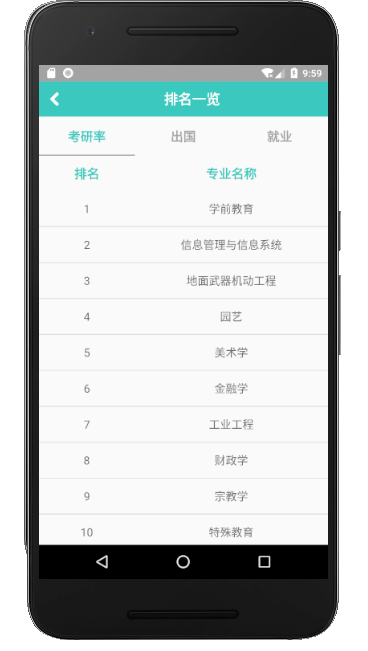 9:59
排名一览
考研率 出国 就业
排名 专业名称
1 学前教育
2 信息管理与信息系统
3 地面武器机动工程
4 园艺
5 美术学
6 金融学
7 工业工程
8 财政学
9 宗教学
10 特殊教育